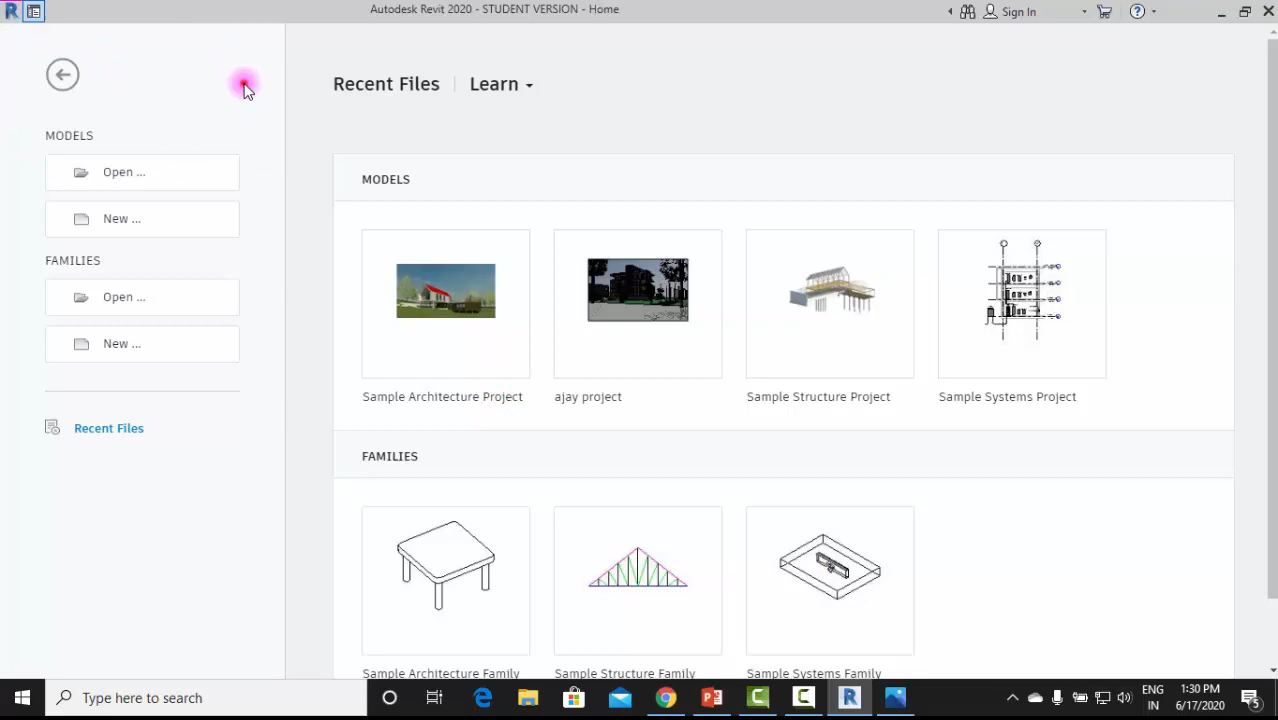 Autodesk Revit 2020 - STUDENT VERSION - Home
Sign In
Recent Files
Learn
MODELS
Open ...
New ...
FAMILIES
Open ...
New ...
Recent Files
MODELS
Sample Architecture Project
ajay project
Sample Structure Project
Sample Systems Project
FAMILIES
Sample Architecture Family
Sample Structure Family
Sample Systems Family
Type here to search
ENG
IN
1:30 PM
6/17/2020
5